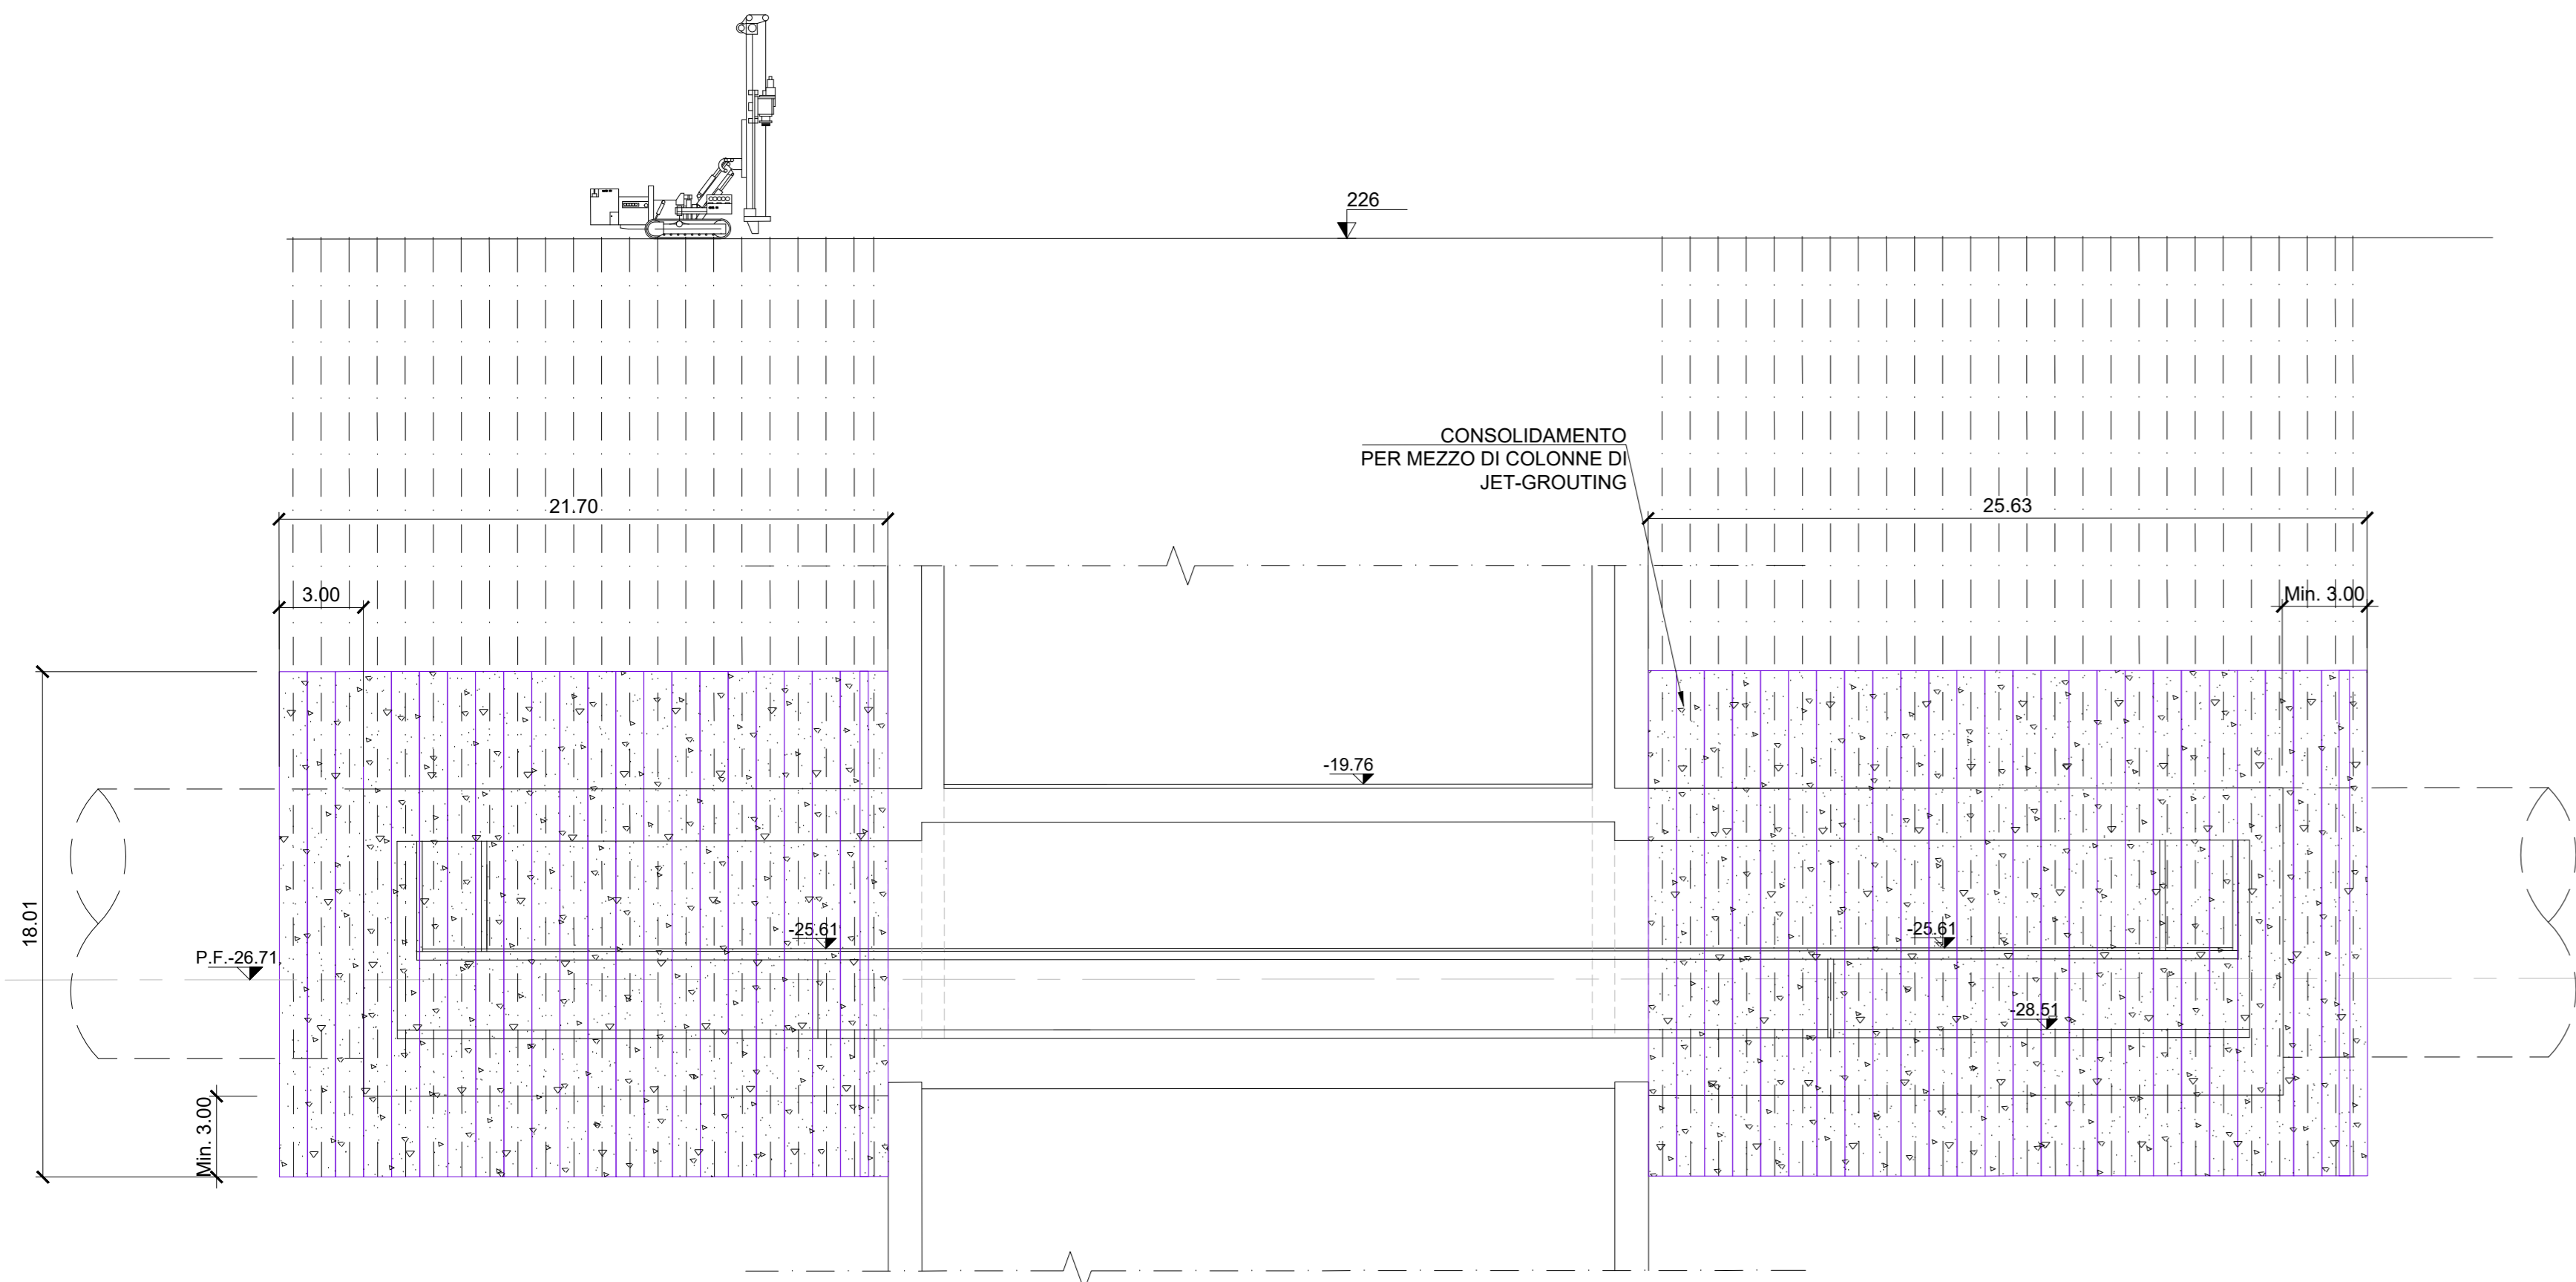 226
CONSOLIDAMENTO
PER MEZZO DI COLONNE DI
JET-GROUTING
21.70
25.63
3.00
Min. 3.00
-19.76
18.01
-25.61
-25.61
P.F.-26.71
-28.51
Min. 3.00